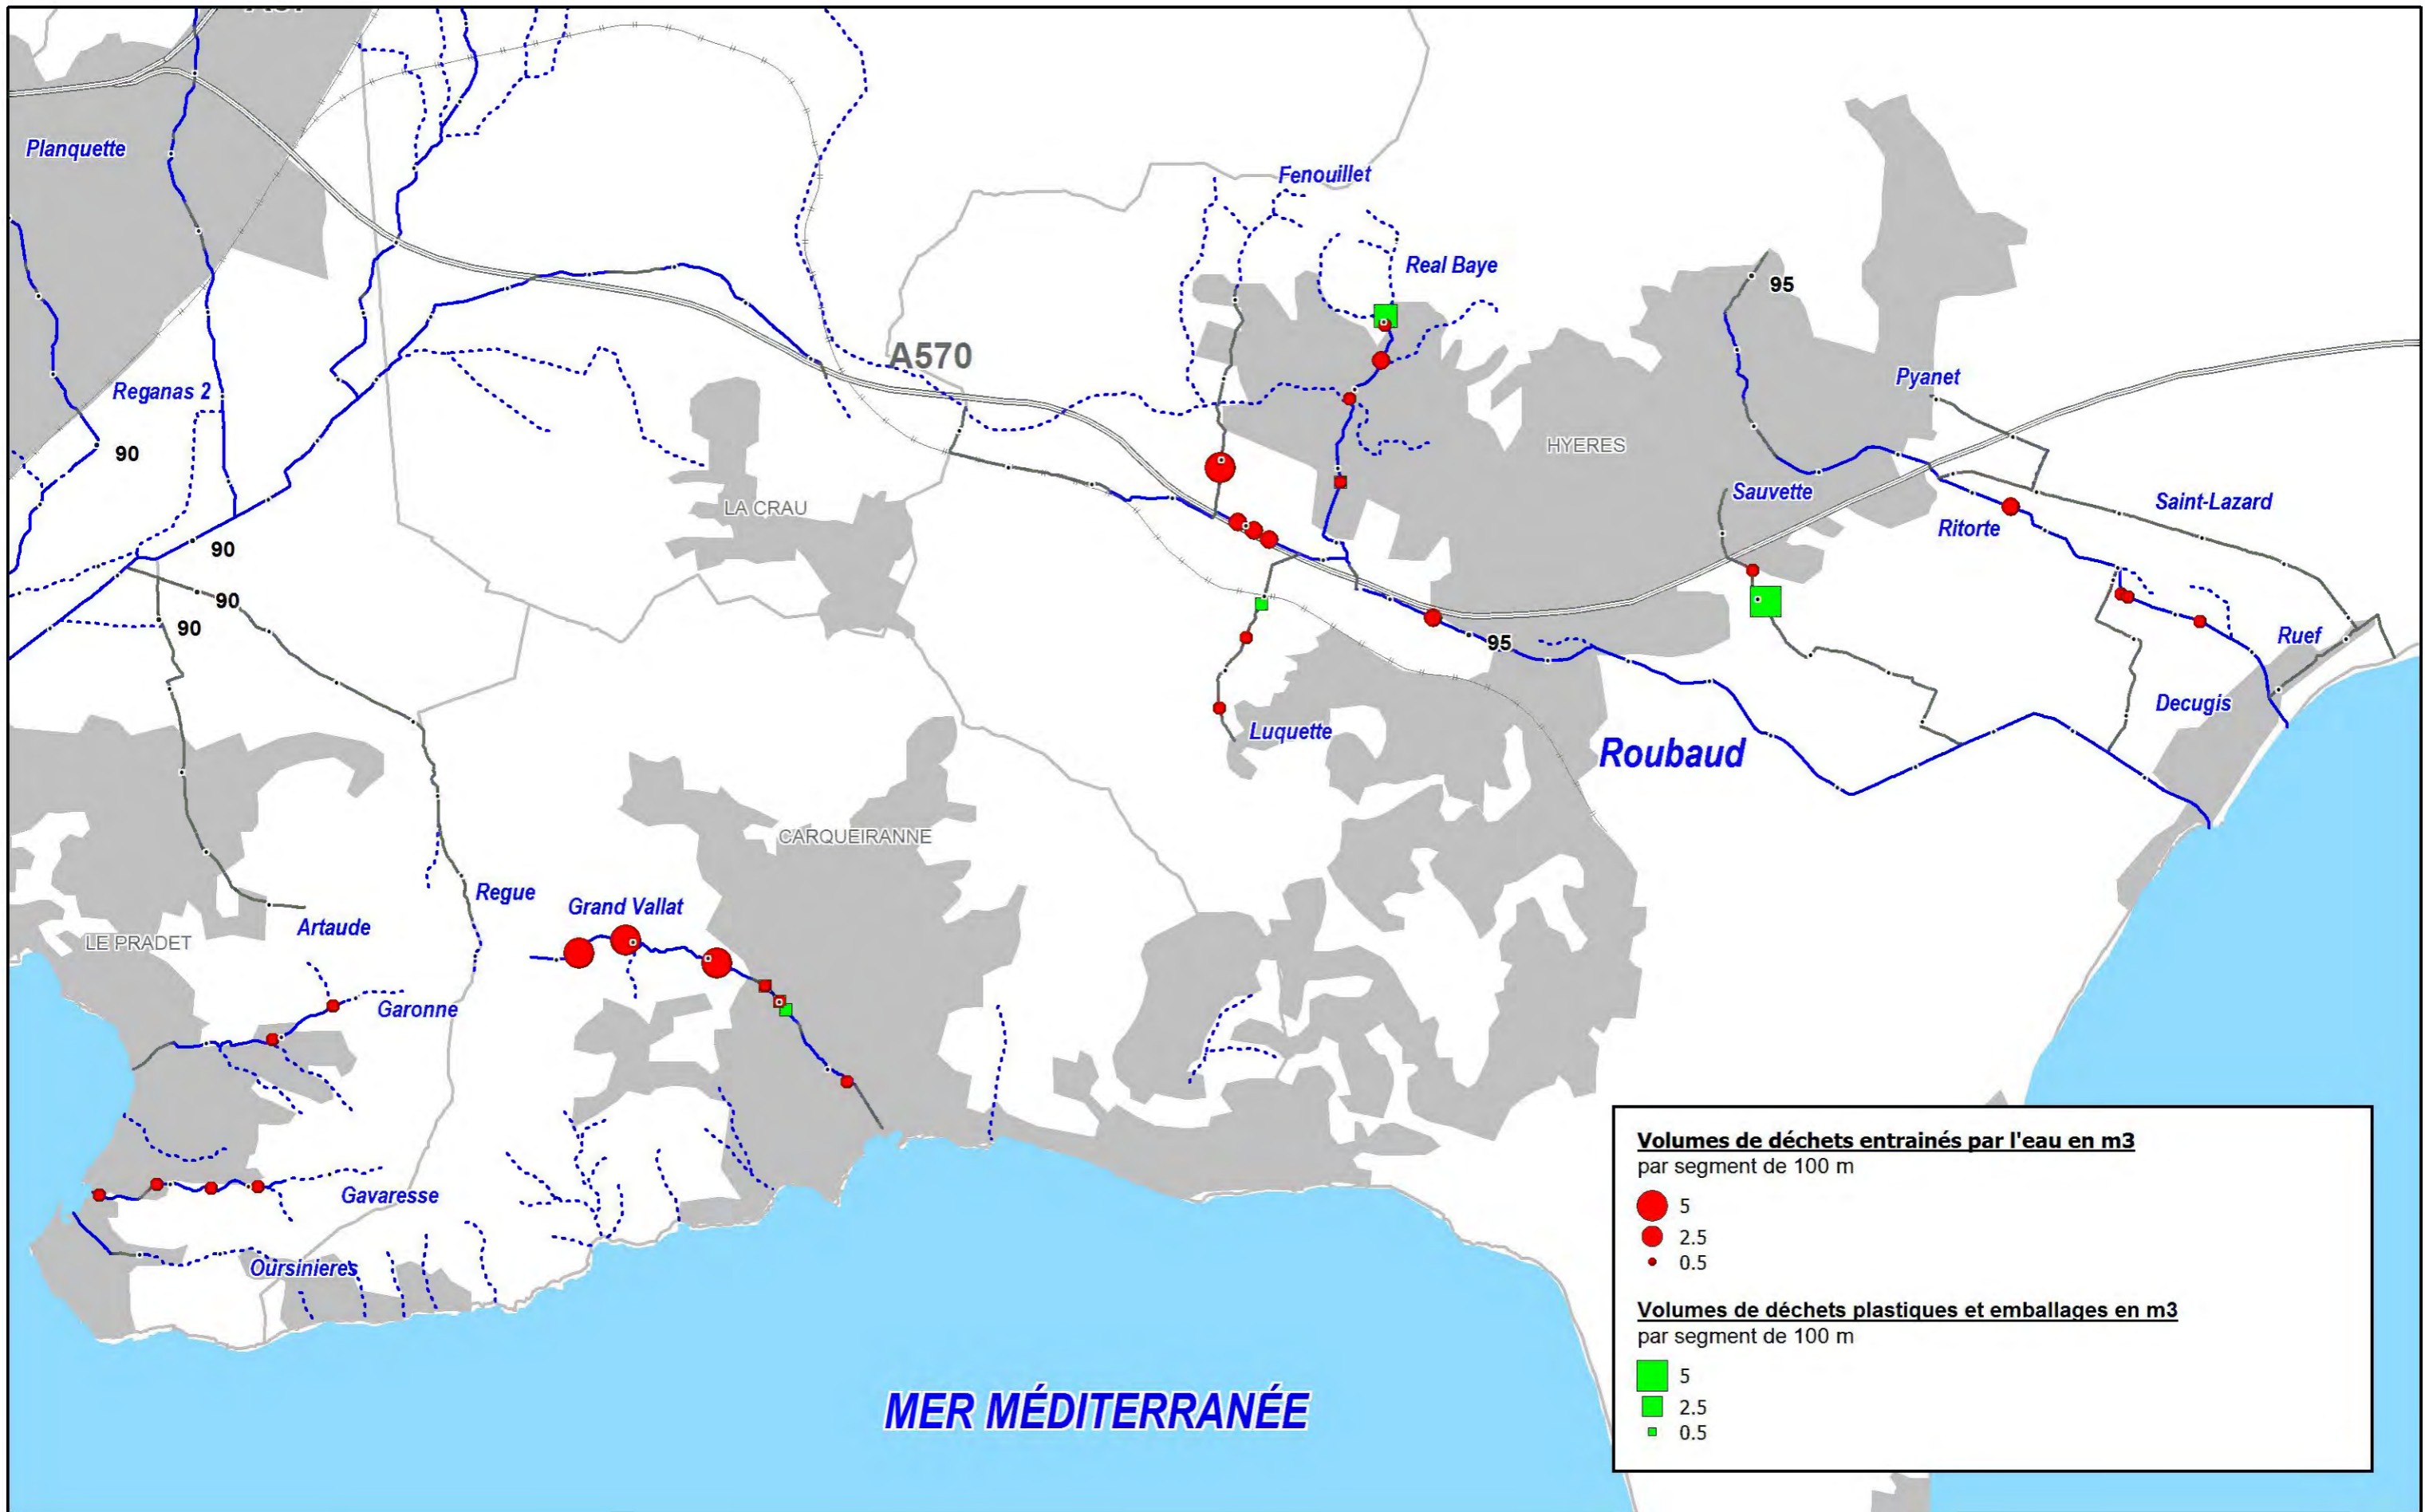 Planquette
Fenouillet
Real Baye
95
A570
Pyanet
Reganas 2
90
HYERES
LA CRAU
Sauvette
Saint-Lazard
Ritorte
90
90
90
95
Ruef
Decugis
Luquette
Roubaud
CARQUEIRANNE
Regue
Grand Vallat
Artaude
LE PRADET
Garonne
Gavaresse
Oursinieres
MER MÉDITERRANÉE
Volumes de déchets entrainés par l'eau en m3
par segment de 100 m
5
2.5
0.5
Volumes de déchets plastiques et emballages en m3
par segment de 100 m
5
2.5
0.5